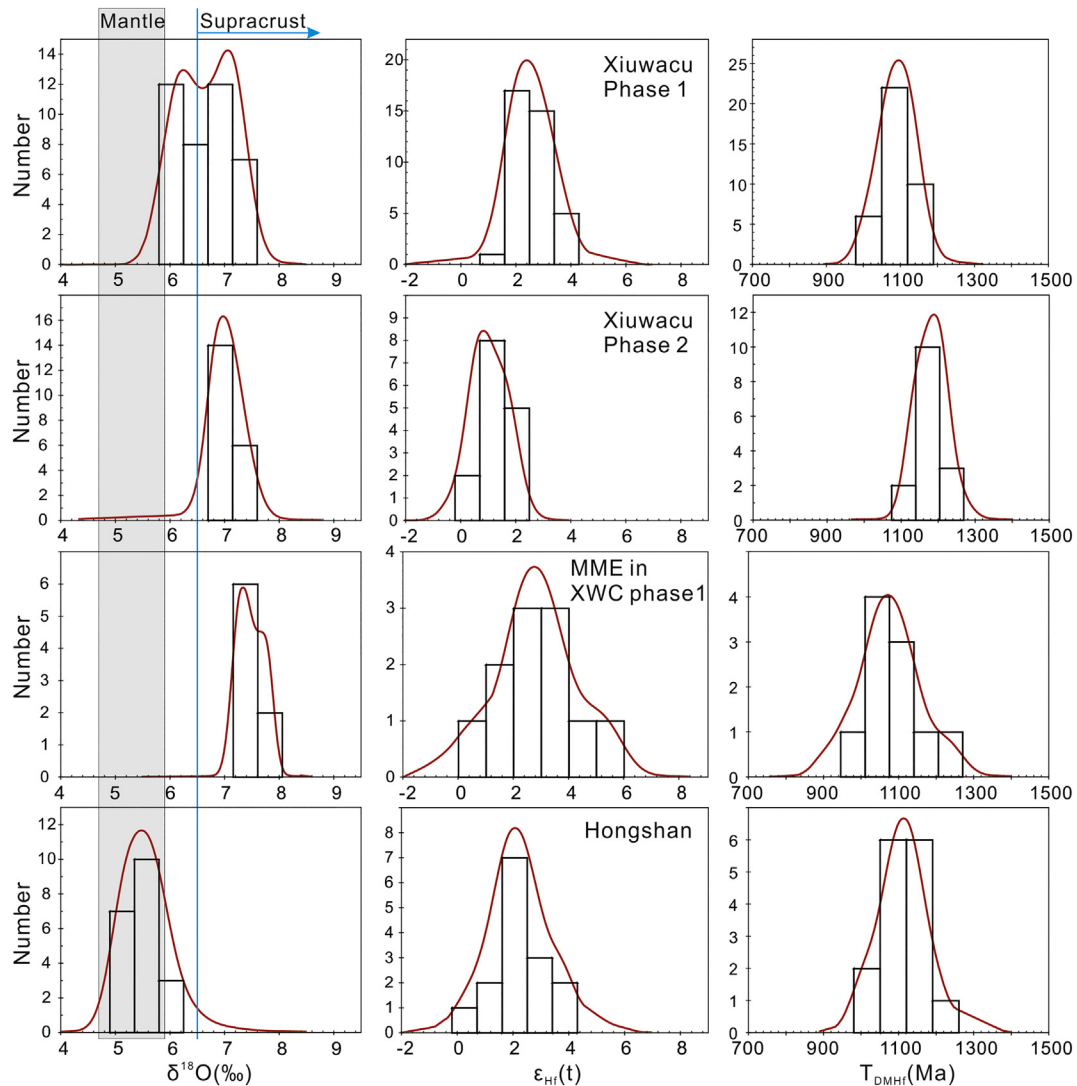 Mantle Supracrust
14 12 10 8 6 4 2 0
Number
4 5 6 7 8 9
20 15 10 5 0
Xiuwacu
Phase 1
-2 0 2 4 6 8
25 20 15 10 5 0
700 900 1100 1300 1500
16 14 12 10 8 6 4 2 0
Number
4 5 6 7 8 9
9 8 7 6 5 4 3 2 1 0
Xiuwacu
Phase 2
-2 0 2 4 6 8
12 10 8 6 4 2 0
700 900 1100 1300 1500
6 5 4 3 2 1 0
Number
4 5 6 7 8 9
4 3 2 1 0
MME in
XWC phase1
-2 0 2 4 6 8
4 3 2 1 0
700 900 1100 1300 1500
12 10 8 6 4 2 0
Number
4 5 6 7 8 9
δ¹⁸O(‰)
8 7 6 5 4 3 2 1 0
Hongshan
-2 0 2 4 6 8
εHf(t)
6 5 4 3 2 1 0
700 900 1100 1300 1500
TDMHf(Ma)